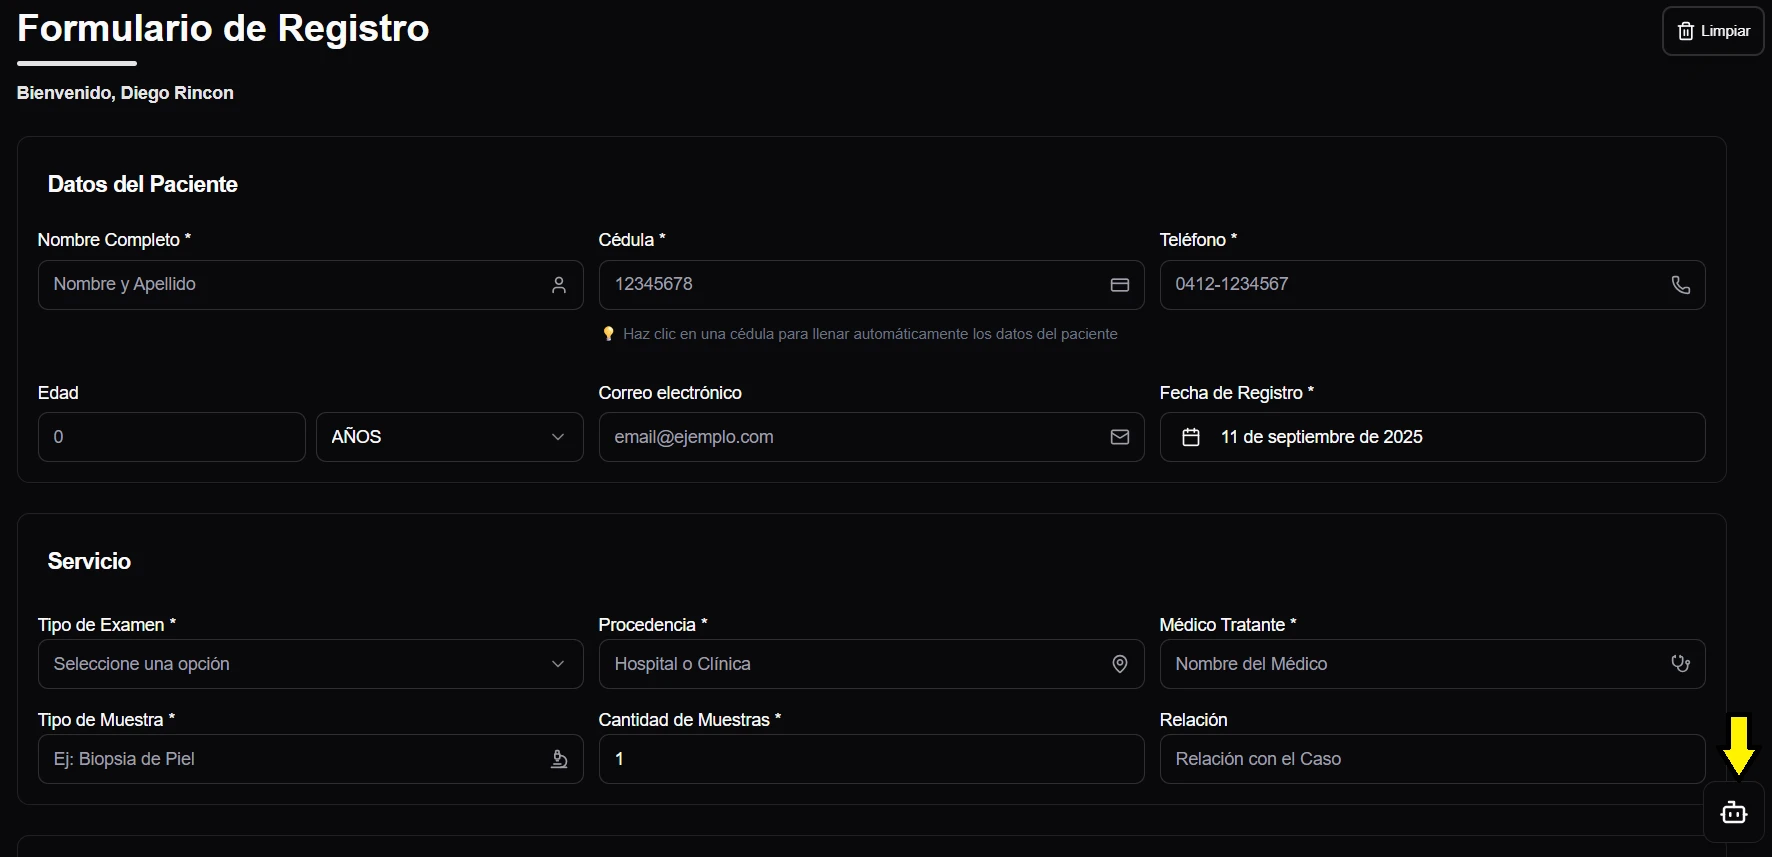 Formulario de Registro
Limpiar
Bienvenido, Diego Rincon
Datos del Paciente
Nombre Completo *
Cédula *
Teléfono *
Nombre y Apellido
12345678
0412-1234567
Haz clic en una cédula para llenar automáticamente los datos del paciente
Edad
Correo electrónico
Fecha de Registro *
0
AÑOS
email@ejemplo.com
11 de septiembre de 2025
Servicio
Tipo de Examen *
Procedencia *
Médico Tratante *
Seleccione una opción
Hospital o Clínica
Nombre del Médico
Tipo de Muestra *
Cantidad de Muestras *
Relación
Ej: Biopsia de Piel
1
Relación con el Caso